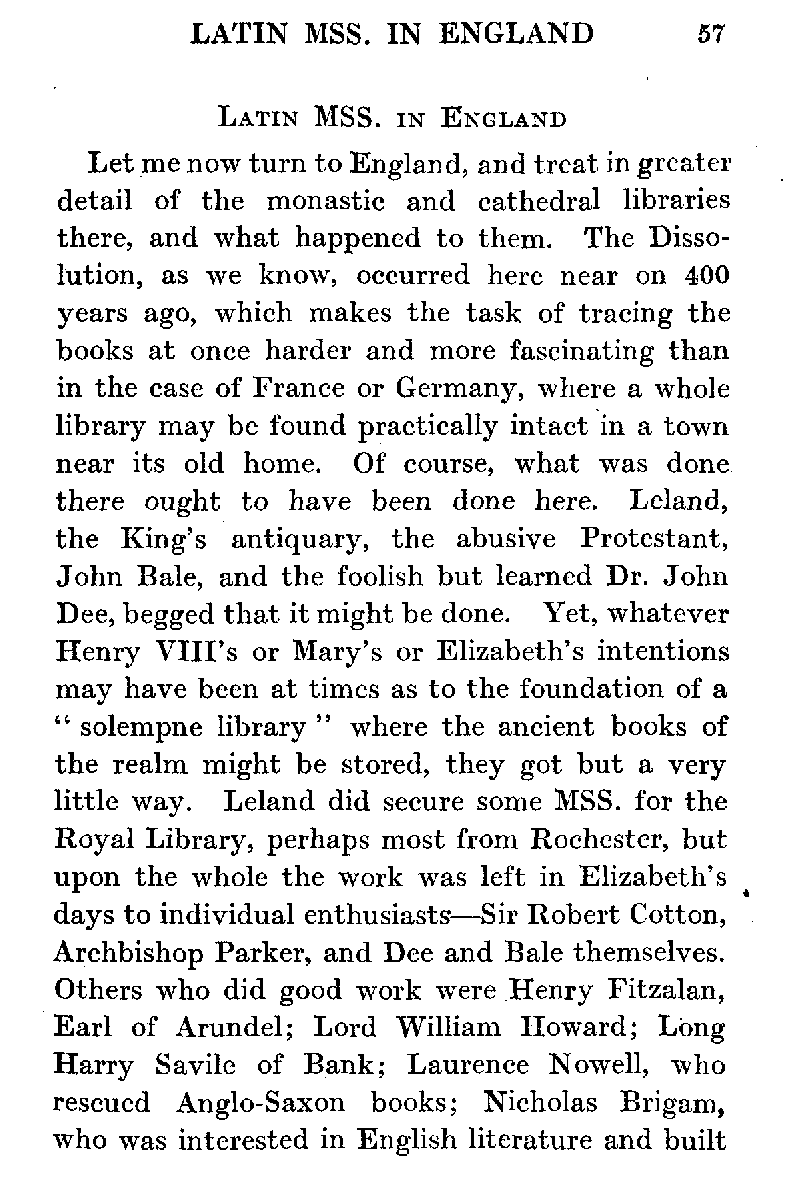 LATIN MSS. IN ENGLAND 57
LATIN MSS. IN ENGLAND
Let me now turn to England, and treat in greater
detail of the monastic and cathedral libraries
there, and what happened to them. The Disso-
lution, as we know, occurred here near on 400
years ago, which makes the task of tracing the
books at once harder and more fascinating than
in the case of France or Germany, where a whole
library may be found practically intact in a town
near its old home. Of course, what was done
there ought to have been done here. Leland,
the King's antiquary, the abusive Protestant,
John Bale, and the foolish but learned Dr. John
Dee, begged that it might be done. Yet, whatever
Henry VIII's or Mary's or Elizabeth's intentions
may have been at times as to the foundation of a
“ solempne library ” where the ancient books of
the realm might be stored, they got but a very
little way. Leland did secure some MSS. for the
Royal Library, perhaps most from Rochester, but
upon the whole the work was left in Elizabeth's
days to individual enthusiasts—Sir Robert Cotton,
Archbishop Parker, and Dee and Bale themselves.
Others who did good work were Henry Fitzalan,
Earl of Arundel; Lord William Howard; Long
Harry Savile of Bank; Laurence Nowell, who
rescued Anglo-Saxon books; Nicholas Brigam,
who was interested in English literature and built